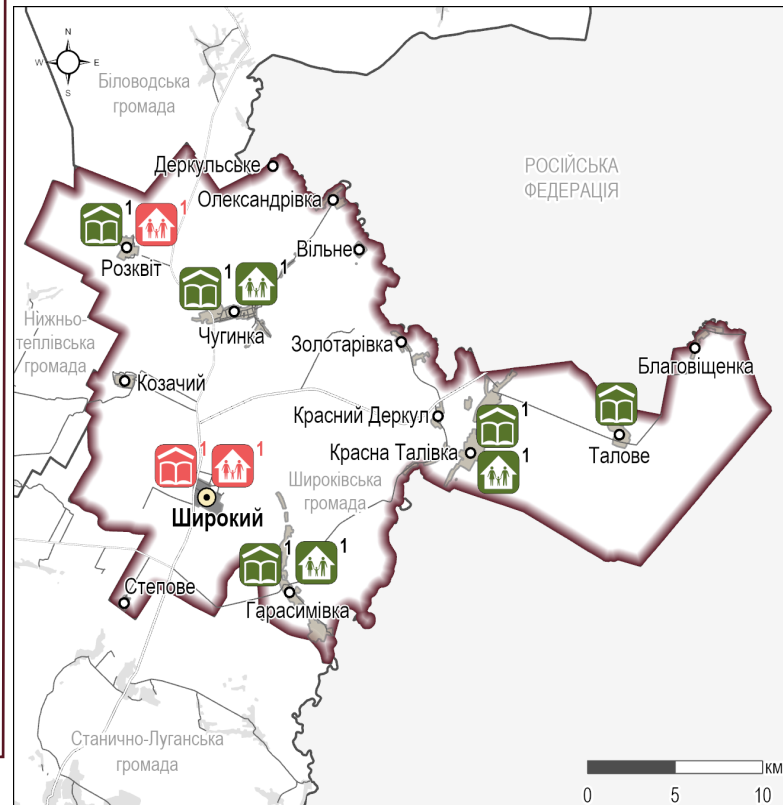 N
W E
S
Біловодська
громада
Деркульське
РОСІЙСЬКА
ФЕДЕРАЦІЯ
Олександрівка
1 1
Розквіт
Вільне
1 1
Чугинка
Нижньо-
теплівська
громада
Золотарівка
Благовіщенка
Козачий
Красний Деркул
1
Талове
Красна Талівка
1
1 1
Широківська
громада
Широкий
1 1
Степове
Гарасимівка
Станично-Луганська
громада
км
0 5 10